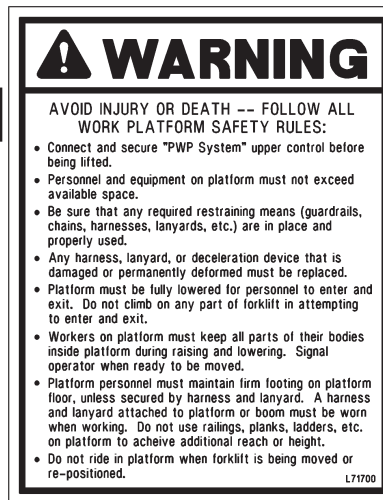 WARNING
AVOID INJURY OR DEATH -- FOLLOW ALL
WORK PLATFORM SAFETY RULES:
• Connect and secure "PWP System" upper control before
being lifted.
• Personnel and equipment on platform must not exceed
available space.
• Be sure that any required restraining means (guardrails,
chains, harnesses, lanyards, etc.) are in place and
properly used.
• Any harness, lanyard, or deceleration device that is
damaged or permanently deformed must be replaced.
• Platform must be fully lowered for personnel to enter and
exit. Do not climb on any part of forklift in attempting
to enter and exit.
• Workers on platform must keep all parts of their bodies
inside platform during raising and lowering. Signal
operator when ready to be moved.
• Platform personnel must maintain firm footing on platform
floor, unless secured by harness and lanyard. A harness
and lanyard attached to platform or boom must be worn
when working. Do not use railings, planks, ladders, etc.
on platform to acheive additional reach or height.
• Do not ride in platform when forklift is being moved or
re-positioned.
L71700